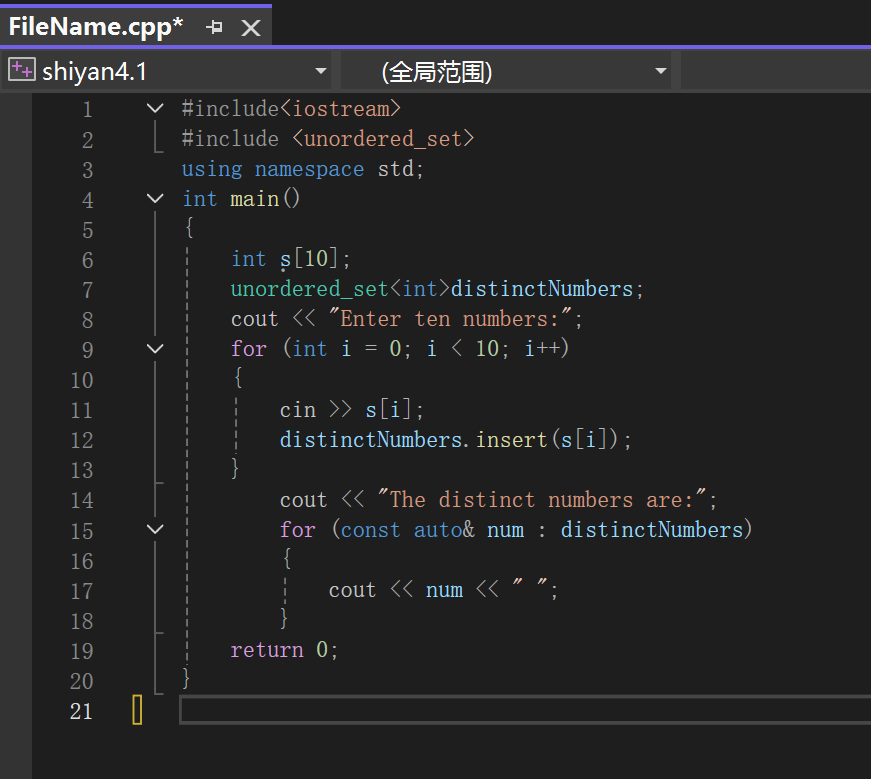 FileName.cpp*
shiyan4.1 (全局范围)
1 #include<iostream>
2 #include <unordered_set>
3 using namespace std;
4 int main()
5 {
6 int s[10];
7 unordered_set<int>distinctNumbers;
8 cout << "Enter ten numbers:";
9 for (int i = 0; i < 10; i++)
10 {
11 cin >> s[i];
12 distinctNumbers.insert(s[i]);
13 }
14 cout << "The distinct numbers are:";
15 for (const auto& num : distinctNumbers)
16 {
17 cout << num << " ";
18 }
19 return 0;
20 }
21